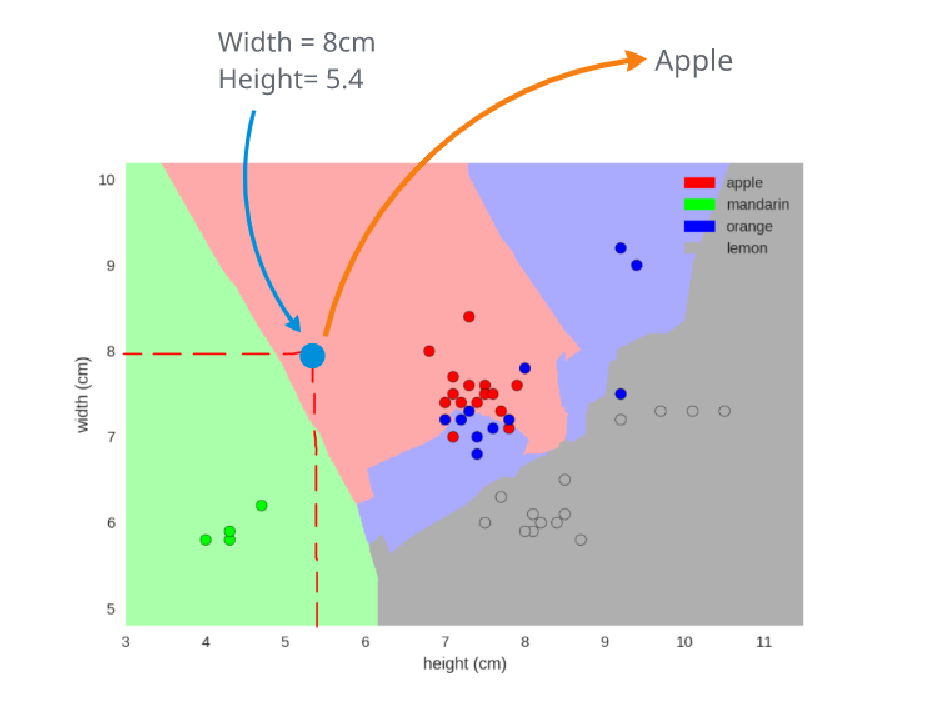 Width = 8cm
Height= 5.4
Apple
10
9
8
7
6
5
width (cm)
apple
mandarin
orange
lemon
3 4 5 6 7 8 9 10 11
height (cm)